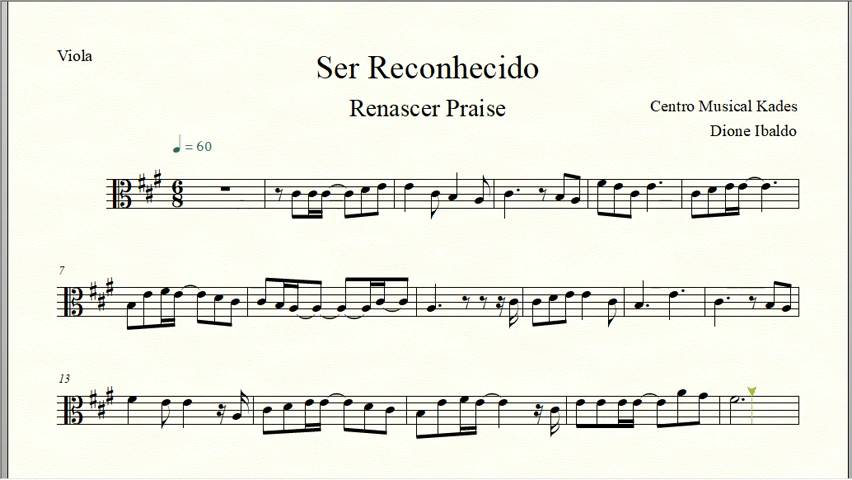 Viola
Ser Reconhecido
Renascer Praise
Centro Musical Kades
Dione Ibaldo
= 60
6
8
7
13